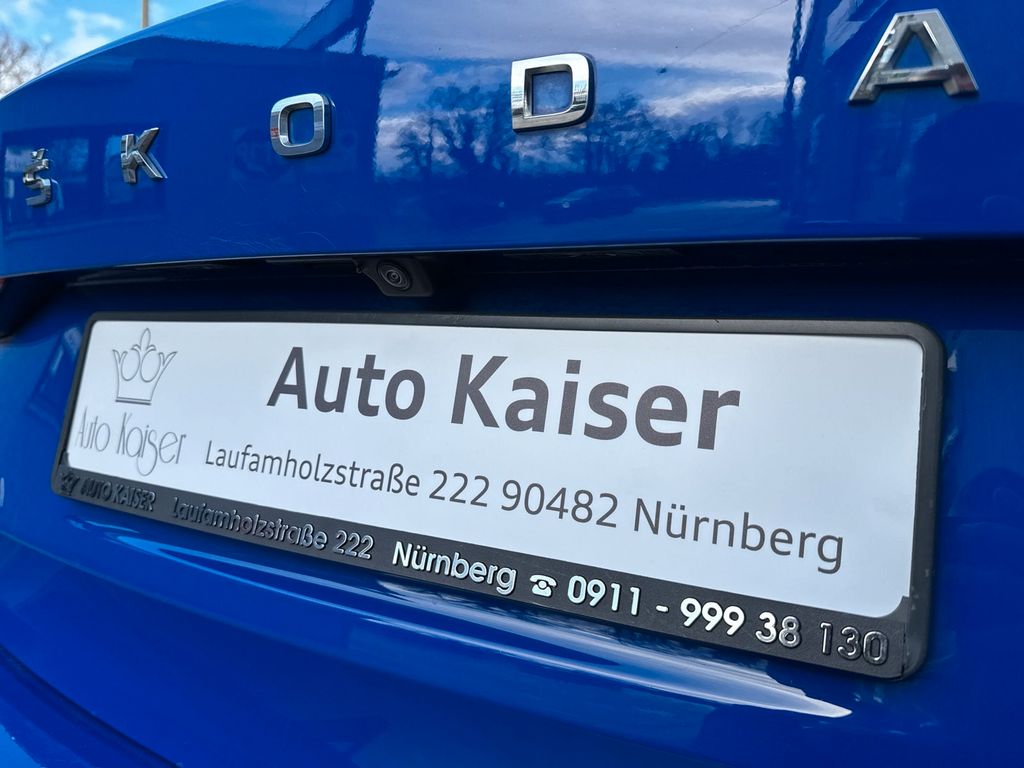 ŠKODA
Auto Kaiser
Auto Kaiser
Laufamholzstraße 222 90482 Nürnberg
AUTO KAISER Laufamholzstraße 222 Nürnberg ☎ 0911 - 999 38 130